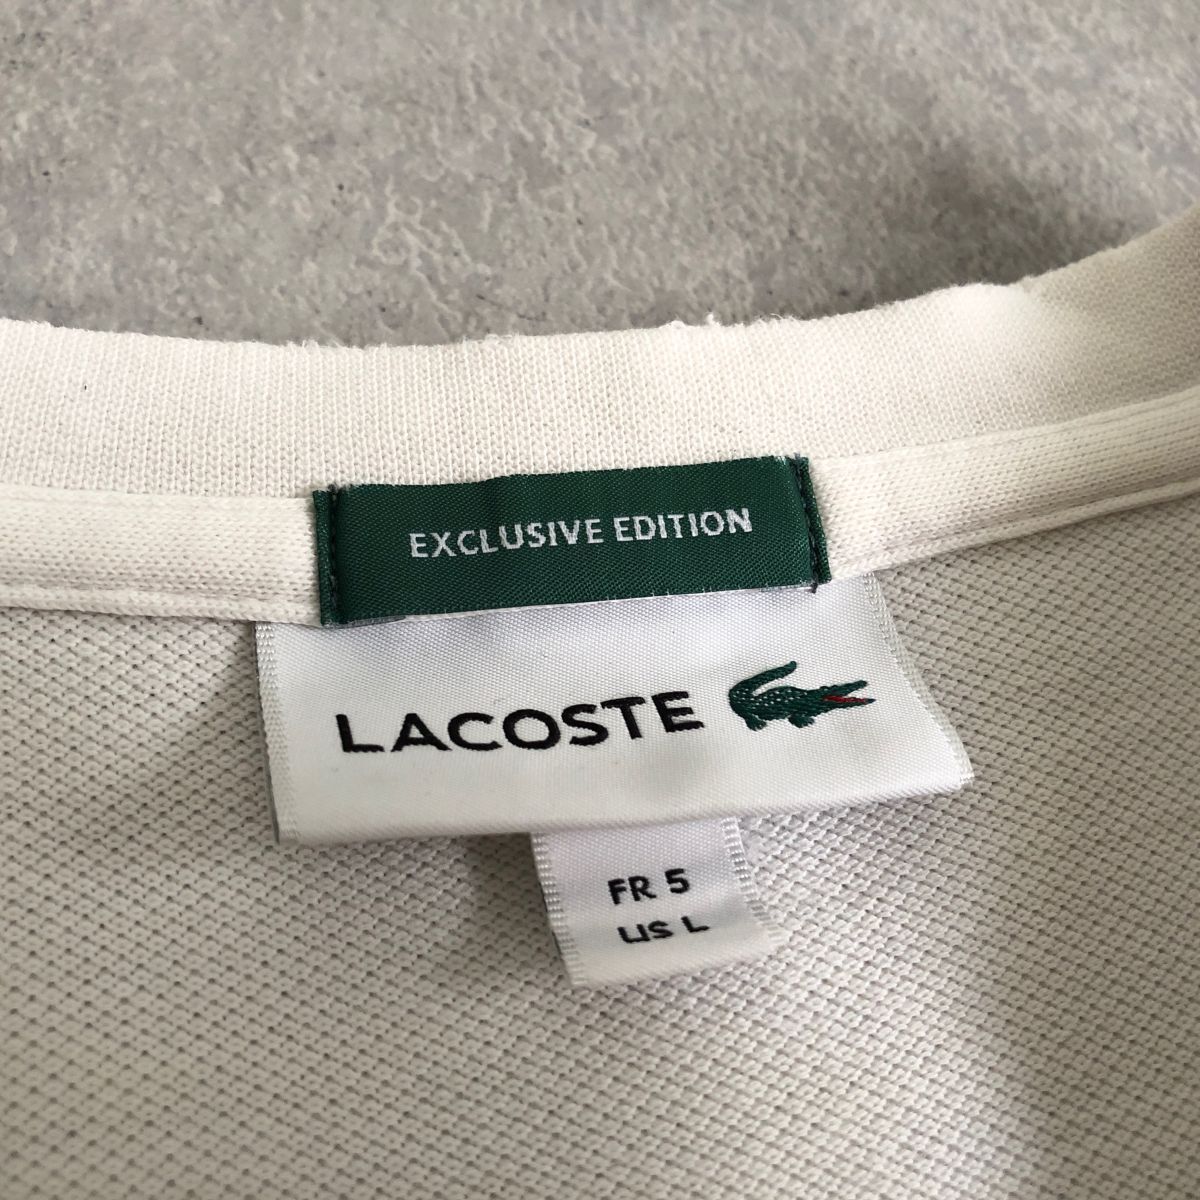 EXCLUSIVE EDITION
LACOSTE
FR 5
US L